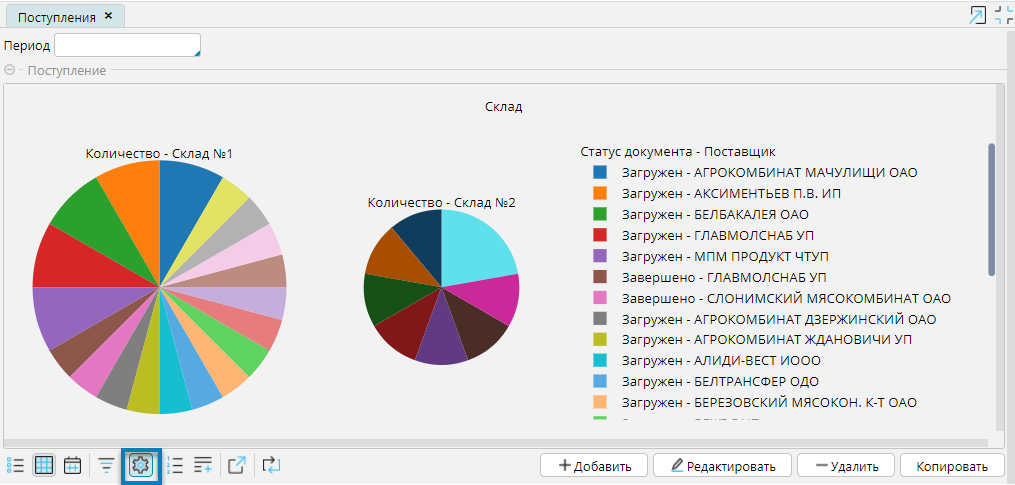 Поступления ×
Период
Поступление
Склад
Количество - Склад №1
Количество - Склад №2
Статус документа - Поставщик
Загружен - АГРОКОМБИНАТ МАЧУЛИЩИ ОАО
Загружен - АКСИМЕНТЬЕВ П.В. ИП
Загружен - БЕЛБАКАЛЕЯ ОАО
Загружен - ГЛАВМОЛСНАБ УП
Загружен - МПМ ПРОДУКТ ЧТУП
Завершено - ГЛАВМОЛСНАБ УП
Завершено - СЛОНИМСКИЙ МЯСОКОМБИНАТ ОАО
Загружен - АГРОКОМБИНАТ ДЗЕРЖИНСКИЙ ОАО
Загружен - АГРОКОМБИНАТ ЖДАНОВИЧИ УП
Загружен - АЛИДИ-ВЕСТ ИООО
Загружен - БЕЛТРАНСФЕР ОДО
Загружен - БЕРЕЗОВСКИЙ МЯСОКОН. К-Т ОАО
Добавить
Редактировать
Удалить
Копировать